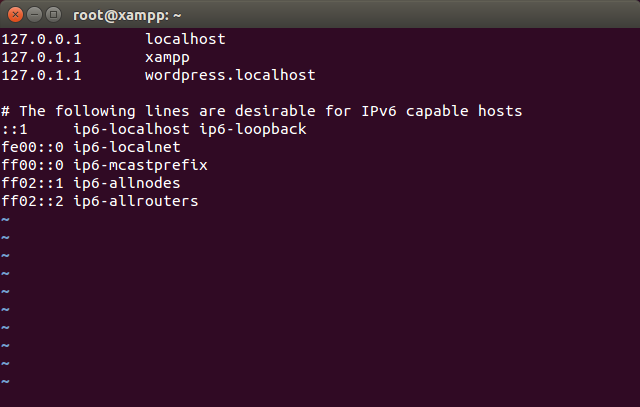 root@xampp: ~
127.0.0.1       localhost
127.0.1.1       xampp
127.0.1.1       wordpress.localhost

# The following lines are desirable for IPv6 capable hosts
::1     ip6-localhost ip6-loopback
fe00::0 ip6-localnet
ff00::0 ip6-mcastprefix
ff02::1 ip6-allnodes
ff02::2 ip6-allrouters
~
~
~
~
~
~
~
~
~
~